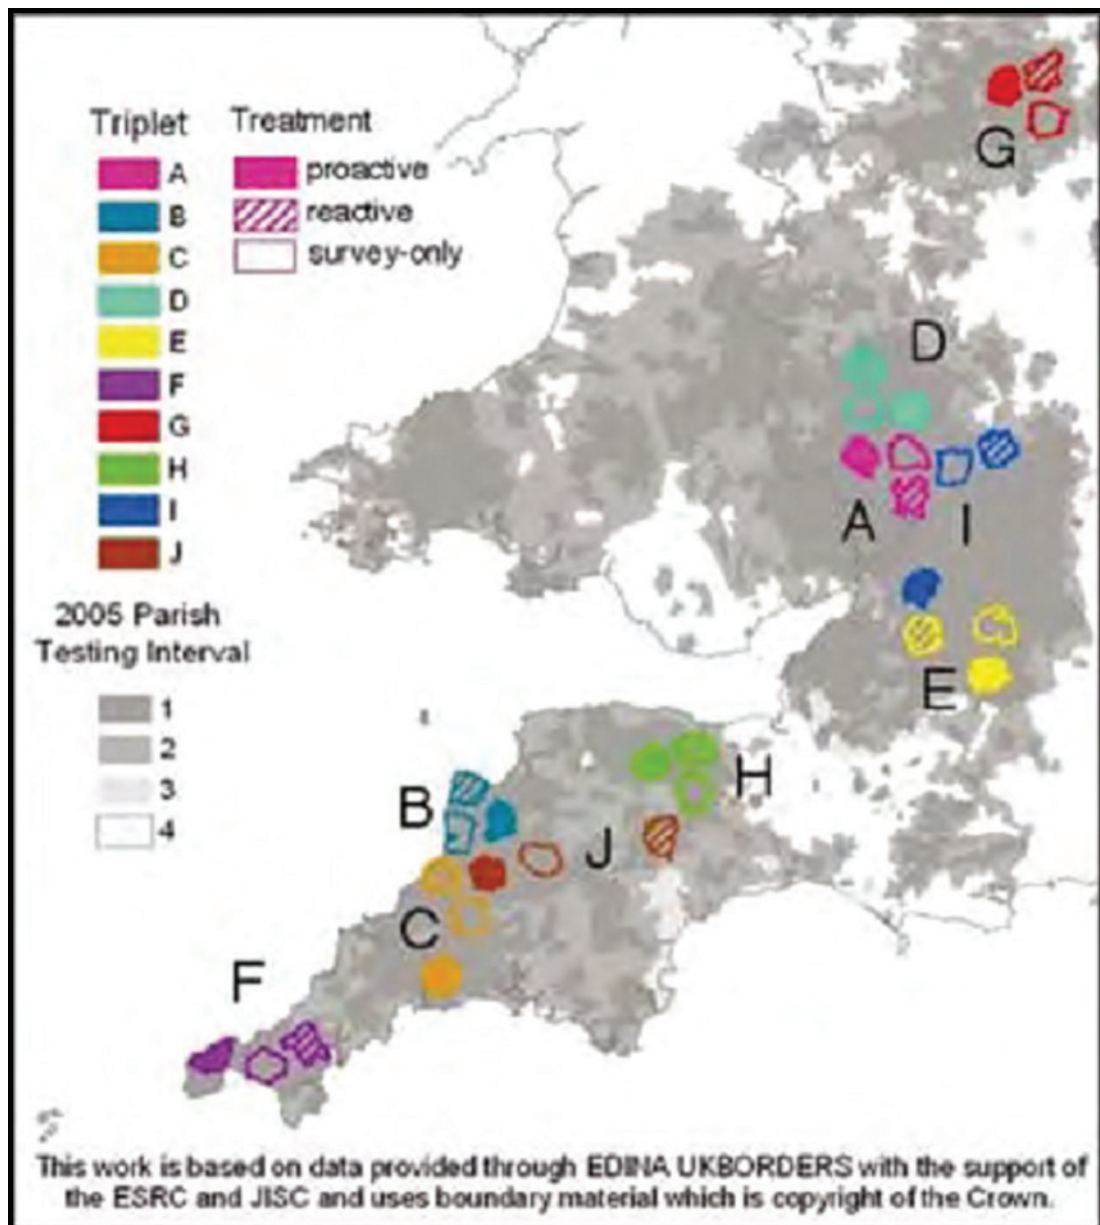 Triplet
A
B
C
D
E
F
G
H
I
J
Treatment
proactive
reactive
survey-only
2005 Parish
Testing Interval
1
2
3
4
G
D
A
I
E
H
B
J
C
F
This work is based on data provided through EDINA UKBORDERS with the support of
the ESRC and JISC and uses boundary material which is copyright of the Crown.